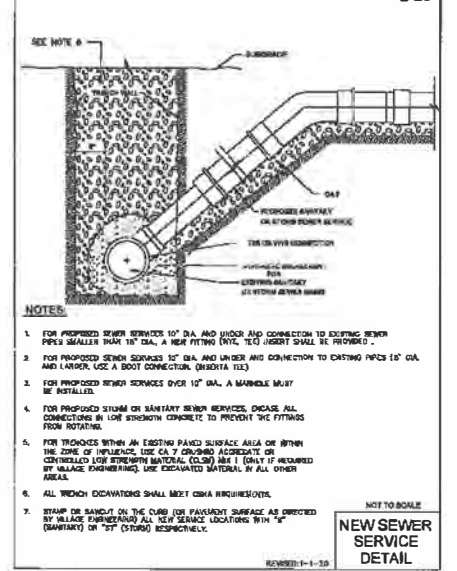 SEE NOTE 6
SUBGRADE
TRENCH WALL
CAP
PROPOSED SANITARY
OR STORM SEWER SERVICE
TEE OR WYE CONNECTION
FOR
EXISTING SANITARY
OR STORM SEWER MAIN
NOTES:
1. FOR PROPOSED SEWER SERVICES 10" DIA. AND UNDER AND CONNECTION TO EXISTING SEWER
PIPES SMALLER THAN 18" DIA., A NEW FITTING (WYE, TEE) INSERT SHALL BE PROVIDED.
2. FOR PROPOSED SEWER SERVICES 10" DIA. AND UNDER AND CONNECTION TO EXISTING PIPES 18" DIA.
AND LARGER, USE A BOOT CONNECTION. (INSERTA TEE)
3. FOR PROPOSED SEWER SERVICES OVER 10" DIA., A MANHOLE MUST
BE INSTALLED.
4. FOR PROPOSED STORM OR SANITARY SEWER SERVICES, ENCASE ALL
CONNECTIONS IN LOW STRENGTH CONCRETE TO PREVENT THE FITTINGS
FROM ROTATING.
5. FOR TRENCHES WITHIN AN EXISTING PAVED SURFACE AREA OR WITHIN
THE ZONE OF INFLUENCE, USE CA 7 CRUSHED AGGREGATE OR
CONTROLLED LOW STRENGTH MATERIAL (CLSM) MIX 1 (ONLY IF REQUIRED
BY VILLAGE ENGINEERING). USE EXCAVATED MATERIAL IN ALL OTHER
AREAS.
6. ALL TRENCH EXCAVATIONS SHALL MEET OSHA REQUIREMENTS.
7. STAMP OR SAWCUT ON THE CURB (OR PAVEMENT SURFACE AS DIRECTED
BY VILLAGE ENGINEERING) ALL NEW SERVICE LOCATIONS WITH "S"
(SANITARY) OR "ST" (STORM) RESPECTIVELY.
NOT TO SCALE
NEW SEWER
SERVICE
DETAIL
REVISED: 1-1-20